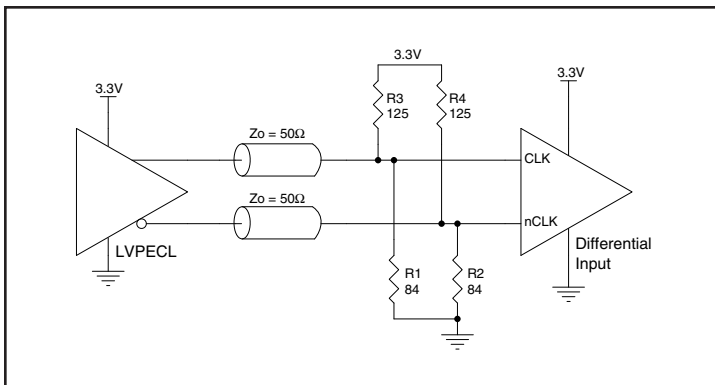 3.3V
3.3V
3.3V
R3
125
R4
125
Zo = 50Ω
CLK
Zo = 50Ω
nCLK
LVPECL
Differential
Input
R1
84
R2
84